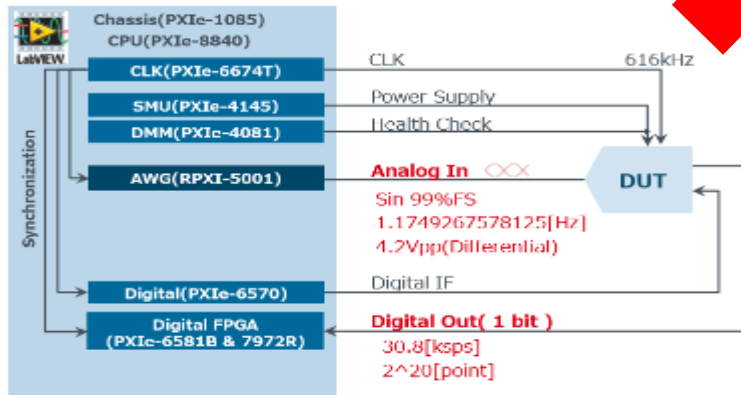 Chassis(PXIe-1085)
CPU(PXIe-8840)
LabVIEW
CLK(PXIe-6674T)
CLK
616kHz
SMU(PXIe-4145)
Power Supply
DMM(PXIe-4081)
Health Check
Synchronization
AWG(RPXI-5001)
Analog In
DUT
Sin 99%FS
1.1749267578125[Hz]
4.2Vpp(Differential)
Digital(PXIe-6570)
Digital IF
Digital FPGA
(PXIe-6581B & 7972R)
Digital Out( 1 bit )
30.8[ksps]
2^20[point]